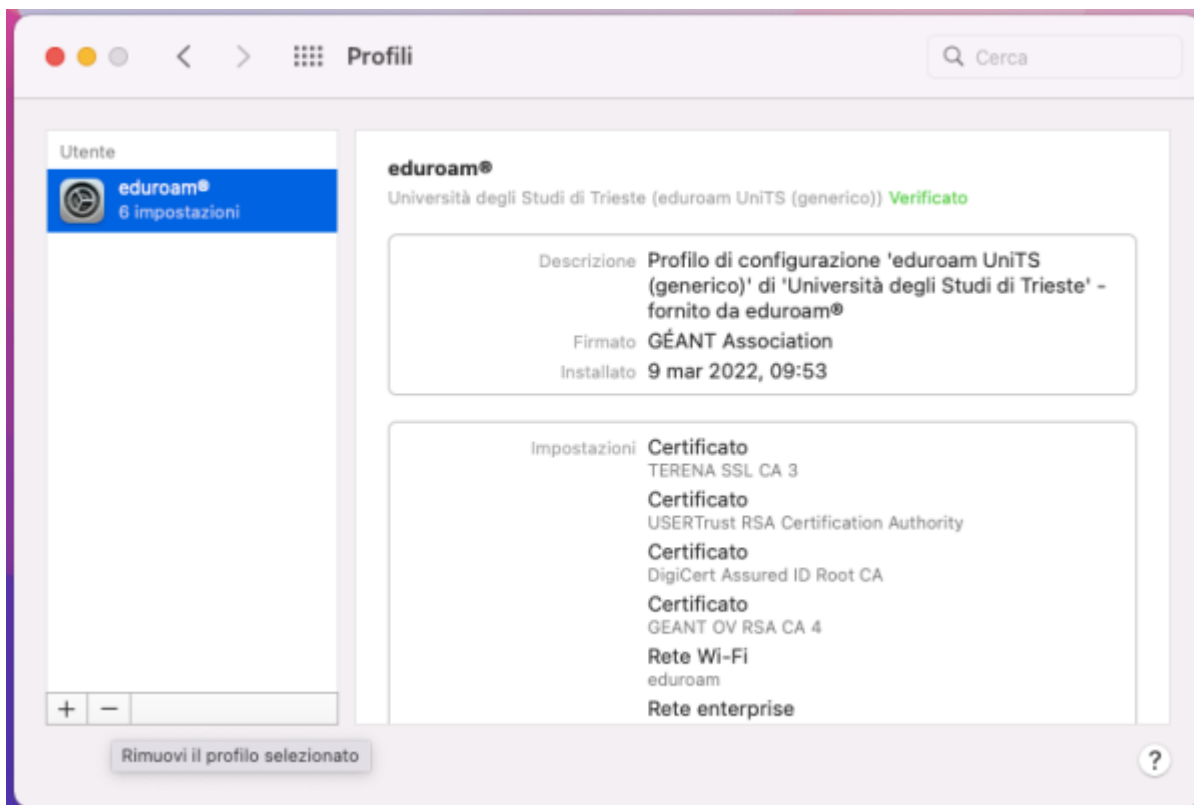 Profili
Cerca
Utente
eduroam®
6 impostazioni
eduroam®
Università degli Studi di Trieste (eduroam UniTS (generico)) Verificato
Descrizione Profilo di configurazione 'eduroam UniTS
(generico)' di 'Università degli Studi di Trieste' -
fornito da eduroam®
Firmato GÉANT Association
Installato 9 mar 2022, 09:53
Impostazioni Certificato
TERENA SSL CA 3
Certificato
USERTrust RSA Certification Authority
Certificato
DigiCert Assured ID Root CA
Certificato
GEANT OV RSA CA 4
Rete Wi-Fi
eduroam
Rete enterprise
+ −
Rimuovi il profilo selezionato
?